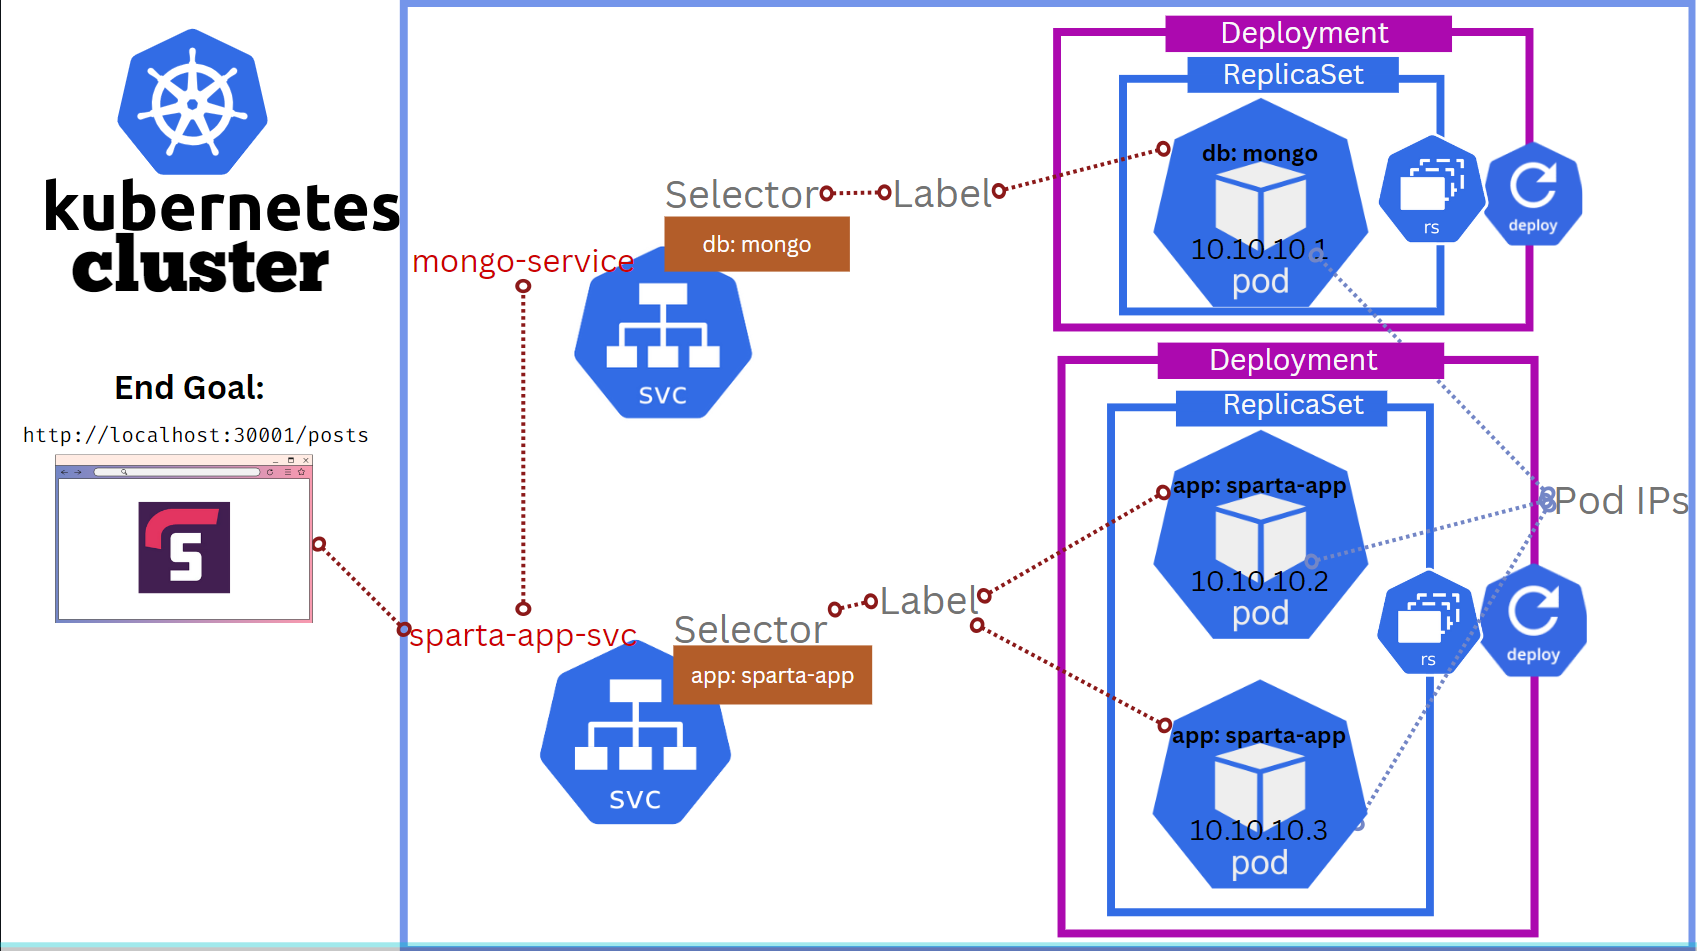 kubernetes
cluster
End Goal:
http://localhost:30001/posts
S
mongo-service
Selector
db: mongo
svc
Label
sparta-app-svc
Selector
app: sparta-app
svc
Label
Deployment
ReplicaSet
db: mongo
10.10.10.1
pod
rs
deploy
Deployment
ReplicaSet
app: sparta-app
10.10.10.2
pod
rs
deploy
app: sparta-app
10.10.10.3
pod
Pod IPs